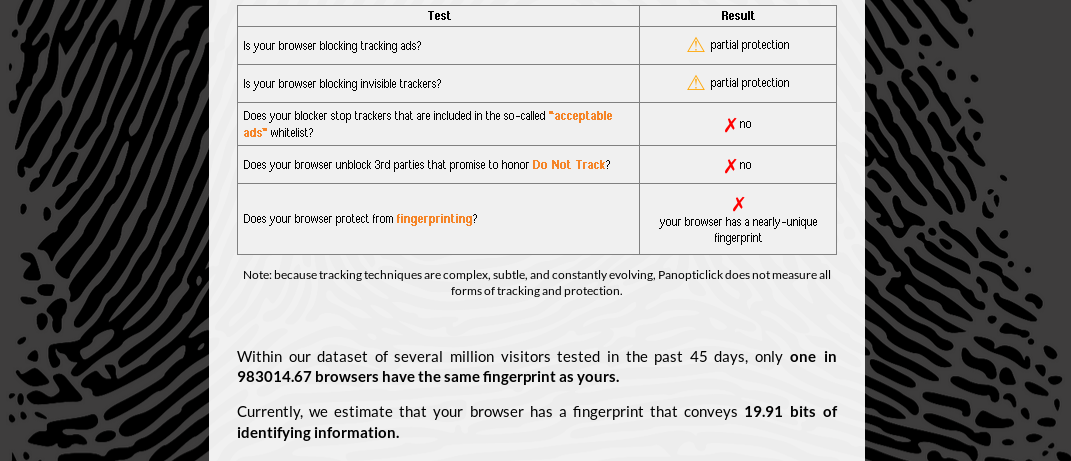 Test Result
Is your browser blocking tracking ads? ⚠ partial protection
Is your browser blocking invisible trackers? ⚠ partial protection
Does your blocker stop trackers that are included in the so-called "acceptable
ads" whitelist? ✗ no
Does your browser unblock 3rd parties that promise to honor Do Not Track? ✗ no
Does your browser protect from fingerprinting? ✗
your browser has a nearly-unique
fingerprint
Note: because tracking techniques are complex, subtle, and constantly evolving, Panopticlick does not measure all
forms of tracking and protection.
Within our dataset of several million visitors tested in the past 45 days, only one in
983014.67 browsers have the same fingerprint as yours.
Currently, we estimate that your browser has a fingerprint that conveys 19.91 bits of
identifying information.